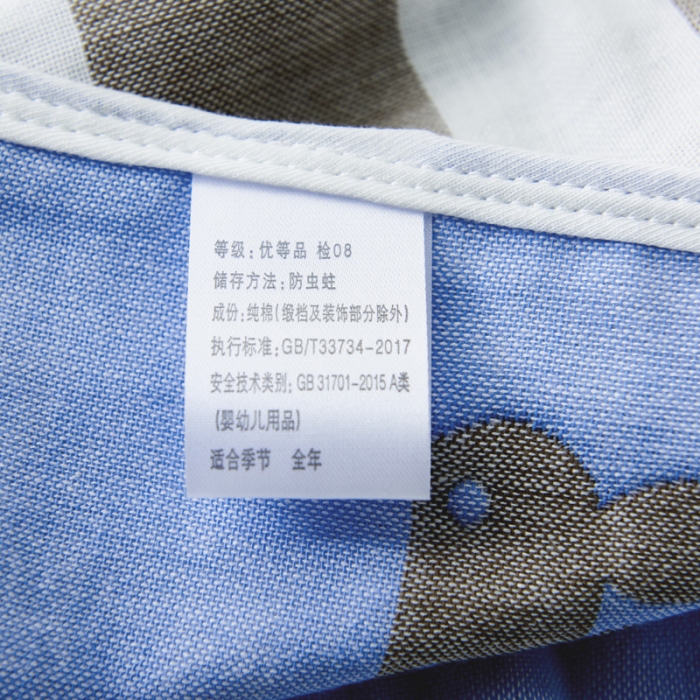 等级:优等品 检08
储存方法:防虫蛀
成份:纯棉(缎档及装饰部分除外)
执行标准:GB/T33734-2017
安全技术类别:GB 31701-2015 A类
(婴幼儿用品)
适合季节 全年